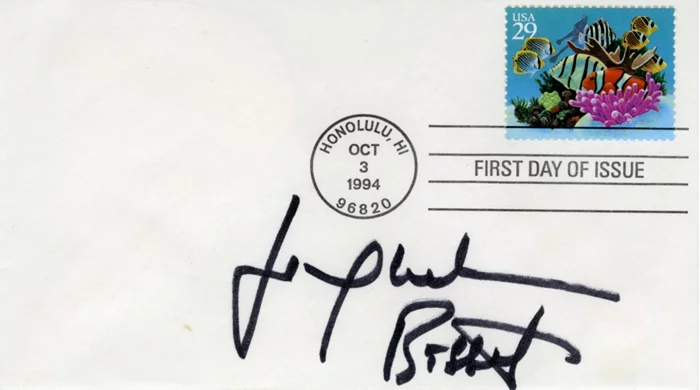 USA
29
HONOLULU, HI
OCT
3
1994
96820
FIRST DAY OF ISSUE